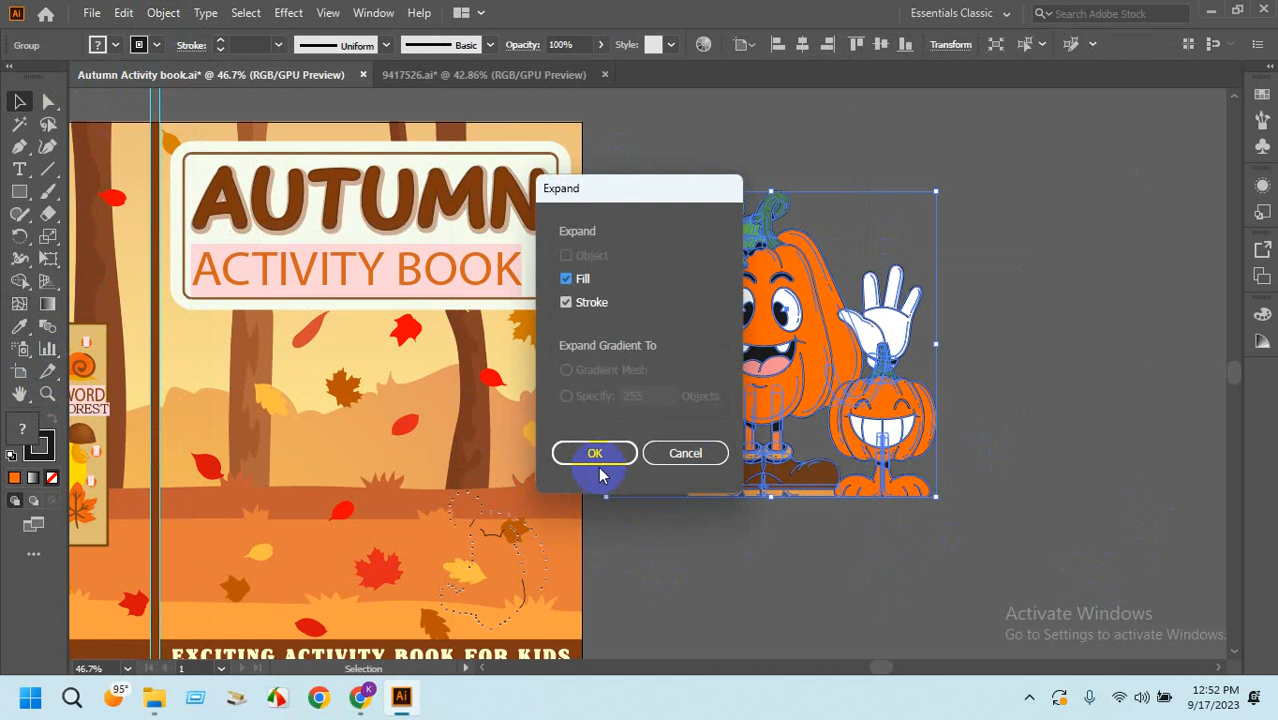 Ai File Edit Object Type Select Effect View Window Help Essentials Classic Search Adobe Stock
Group ? Stroke: Uniform Basic Opacity: 100% Style: Transform
Autumn Activity book.ai* @ 46.7% (RGB/GPU Preview) × 9417526.ai* @ 42.86% (RGB/GPU Preview) ×
AUTUMN
ACTIVITY BOOK
Expand
Expand
Object
Fill
Stroke
Expand Gradient To
Gradient Mesh
Specify: 255 Objects
OK Cancel
WORD
FOREST
?
EXCITING ACTIVITY BOOK FOR KIDS
Activate Windows
Go to Settings to activate Windows.
46.7% 1 Selection
95° K Ai 12:52 PM
9/17/2023